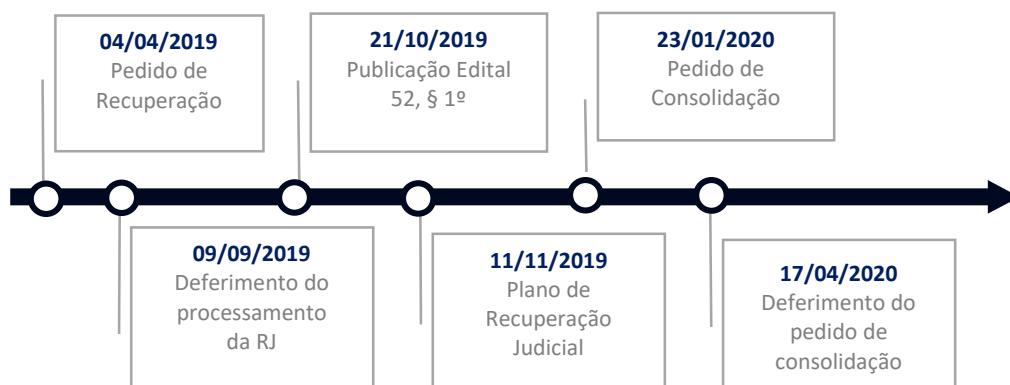 04/04/2019
Pedido de
Recuperação
21/10/2019
Publicação Edital
52, § 1º
23/01/2020
Pedido de
Consolidação
09/09/2019
Deferimento do
processamento
da RJ
11/11/2019
Plano de
Recuperação
Judicial
17/04/2020
Deferimento do
pedido de
consolidação